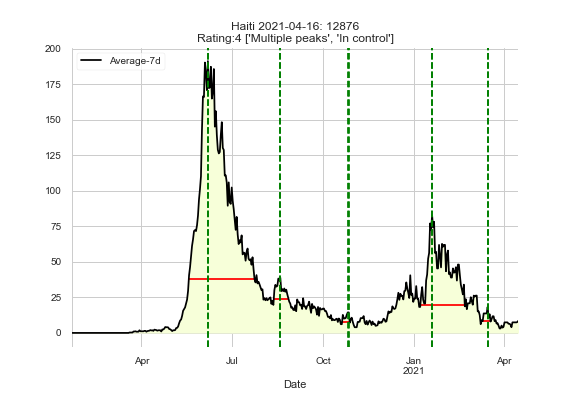 Haiti 2021-04-16: 12876
Rating:4 ['Multiple peaks', 'In control']
Average-7d
200
175
150
125
100
75
50
25
0
Apr
Jul
Oct
Jan
2021
Apr
Date